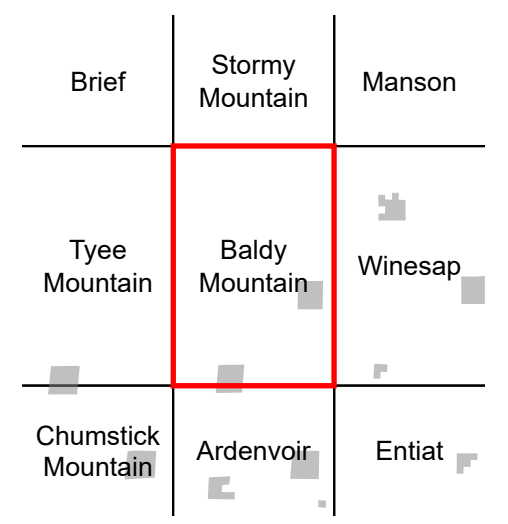 Brief
Stormy
Mountain
Manson
Tyee
Mountain
Baldy
Mountain
Winesap
Chumstick
Mountain
Ardenvoir
Entiat